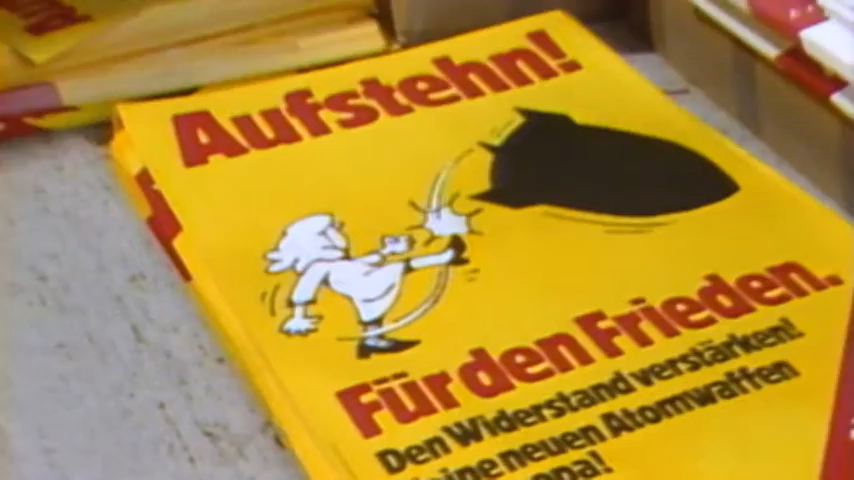 Aufstehn!
Für den Frieden.
Den Widerstand verstärken!
neuen Atomwaffen